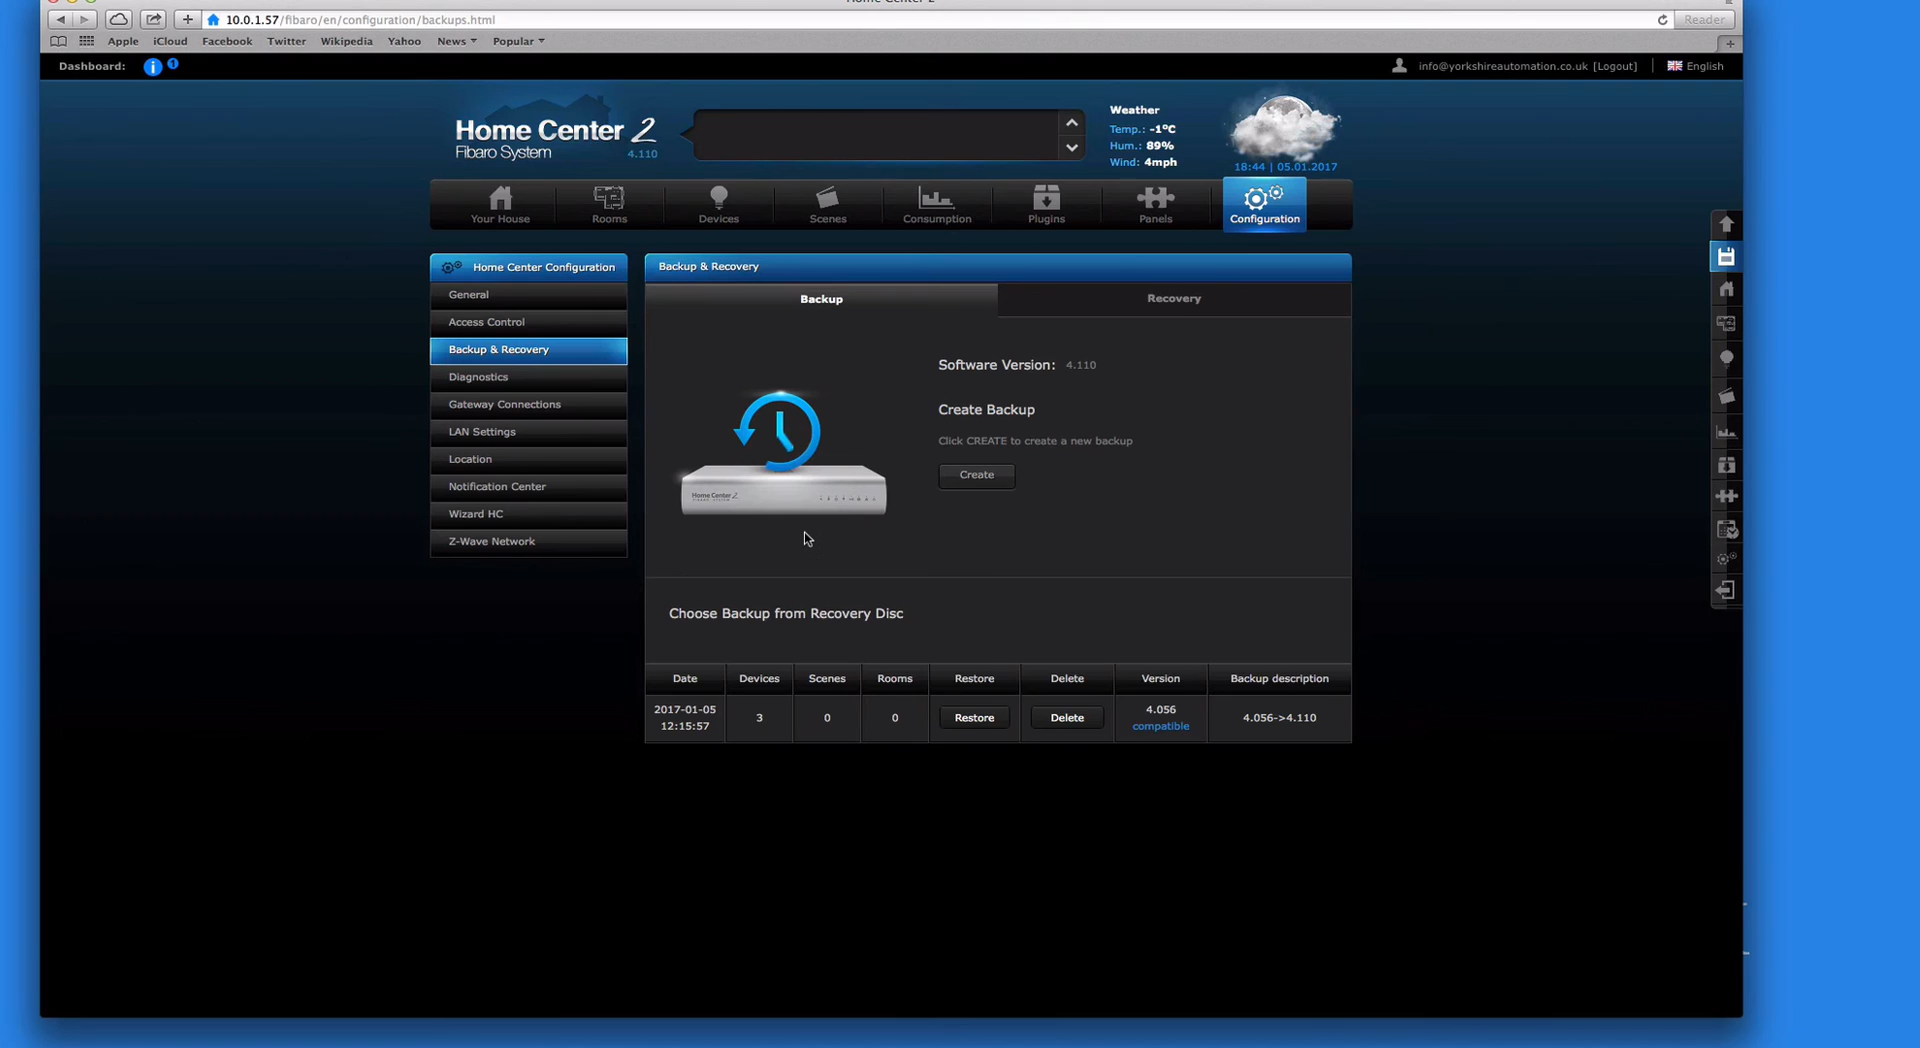 Home Center 2
10.0.1.57/fibaro/en/configuration/backups.html
Reader
Apple iCloud Facebook Twitter Wikipedia Yahoo News Popular
Dashboard: i 1
info@yorkshireautomation.co.uk [Logout] English
Home Center 2
Fibaro System
4.110
Weather
Temp.: -1°C
Hum.: 89%
Wind: 4mph
18:44 | 05.01.2017
Your House Rooms Devices Scenes Consumption Plugins Panels Configuration
Home Center Configuration
General
Access Control
Backup & Recovery
Diagnostics
Gateway Connections
LAN Settings
Location
Notification Center
Wizard HC
Z-Wave Network
Backup & Recovery
Backup Recovery
Software Version: 4.110
Create Backup
Click CREATE to create a new backup
Create
Home Center 2
FIBARO SYSTEM
Choose Backup from Recovery Disc
Date Devices Scenes Rooms Restore Delete Version Backup description
2017-01-05 12:15:57 3 0 0 Restore Delete 4.056 compatible 4.056->4.110